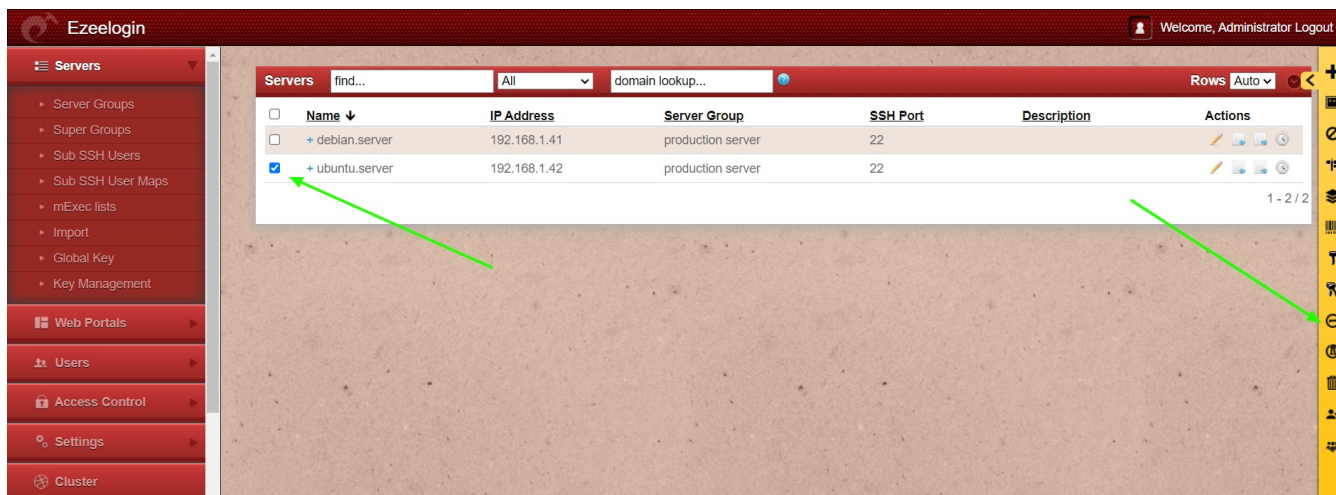 Ezeelogin
Welcome, Administrator Logout
Servers
Server Groups
Super Groups
Sub SSH Users
Sub SSH User Maps
mExec lists
Import
Global Key
Key Management
Web Portals
Users
Access Control
Settings
Cluster
Servers find... All domain lookup... Rows Auto
Name IP Address Server Group SSH Port Description Actions
+ debian.server 192.168.1.41 production server 22
+ ubuntu.server 192.168.1.42 production server 22
1 - 2 / 2